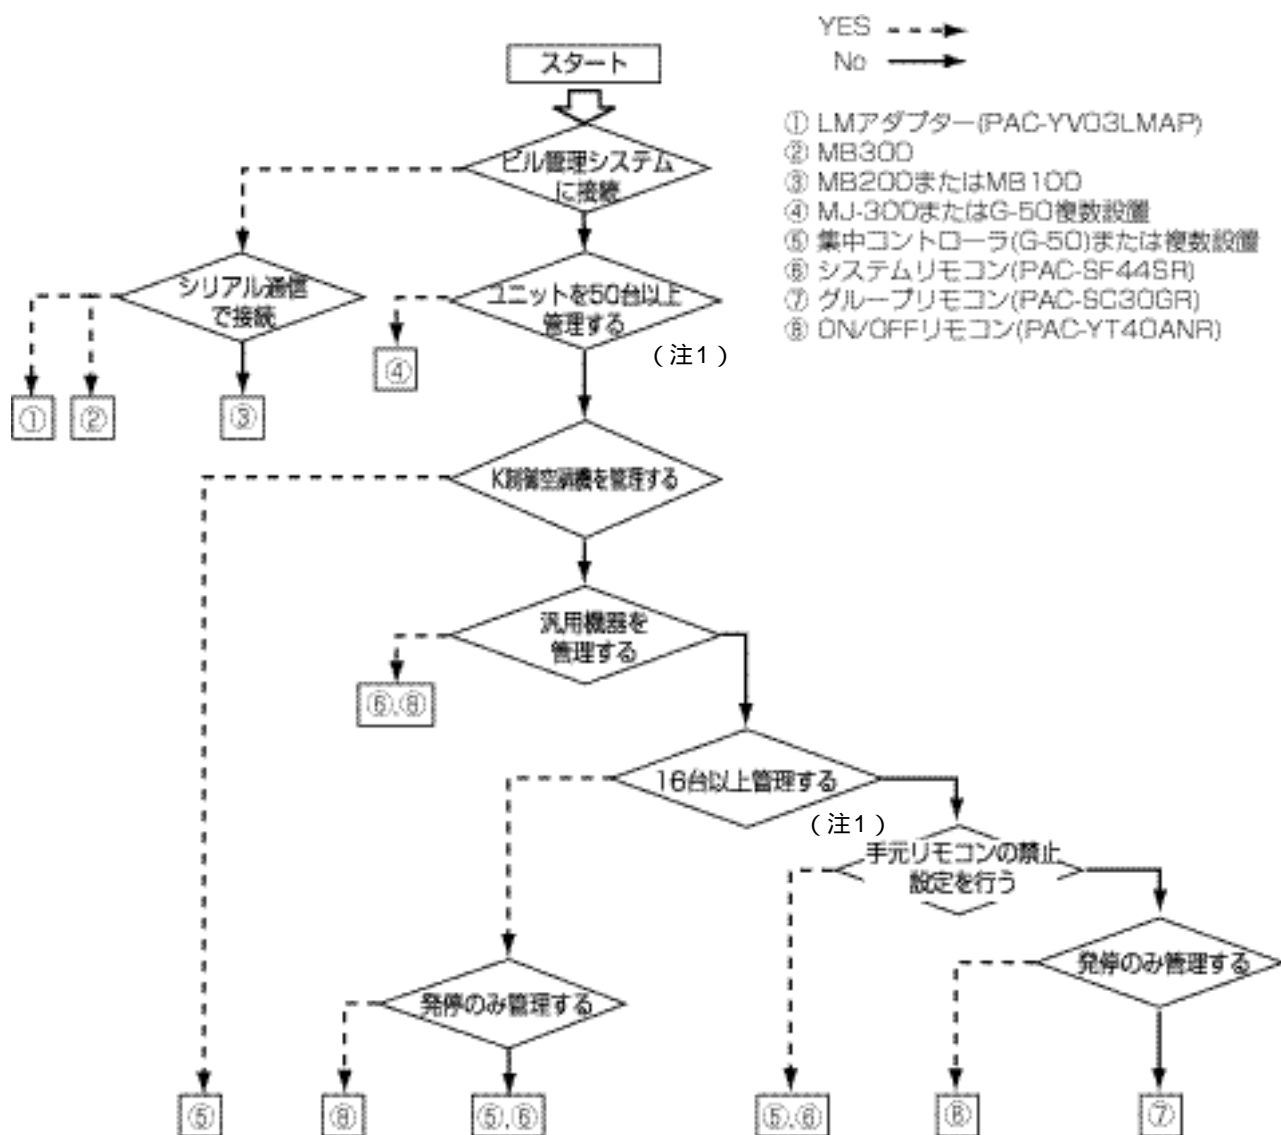 YES
No
スタート
① LMアダプター(PAC-YV03LMAP)
② MB300
③ MB200またはMB100
④ MJ-300またはG-50複数設置
⑤ 集中コントローラ(G-50)または複数設置
⑥ システムリモコン(PAC-SF44SR)
⑦ グループリモコン(PAC-SC30GR)
⑧ ON/OFFリモコン(PAC-YT40ANR)
ビル管理システム
に接続
シリアル通信
で接続
ユニットを50台以上
管理する
(注1)
④
①
②
③
K制御空調機を管理する
汎用機器を
管理する
⑥,⑧
16台以上管理する
(注1)
手元リモコンの禁止
設定を行う
発停のみ管理する
発停のみ管理する
⑤
⑧
⑤,⑥
⑤,⑥
⑦